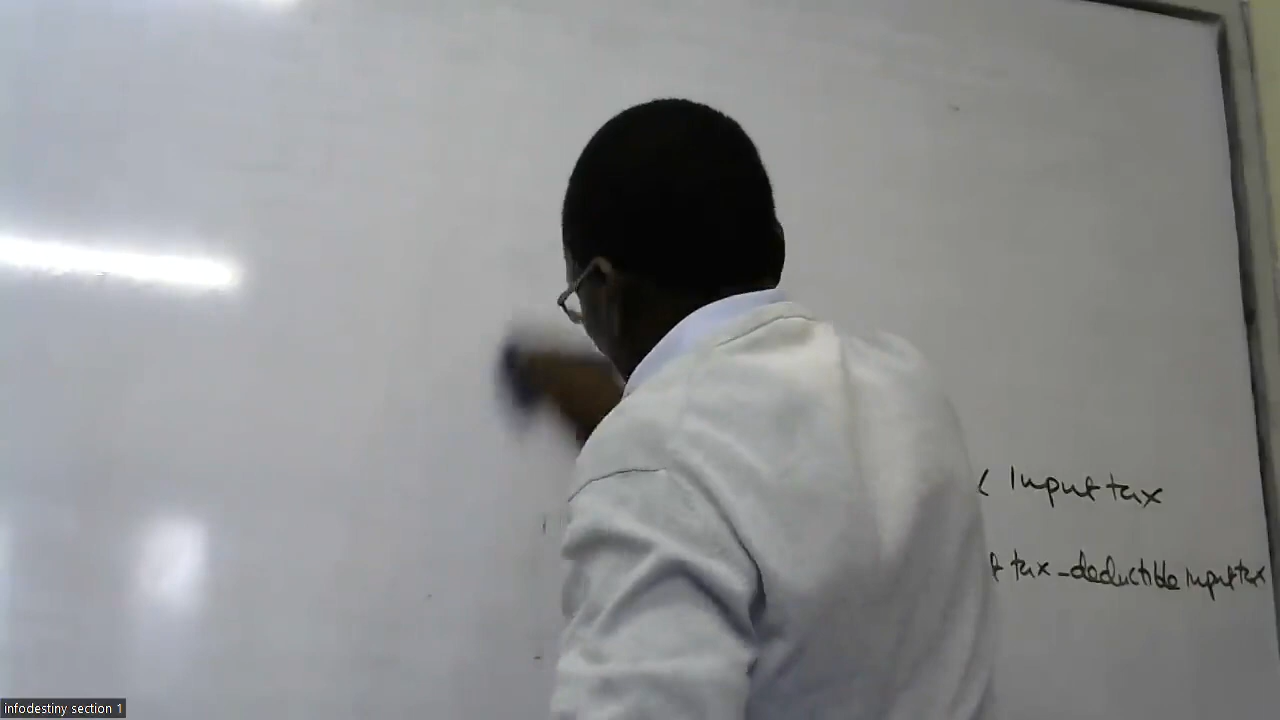 < Input tax
t tax - deductible input tax
infodestiny section 1